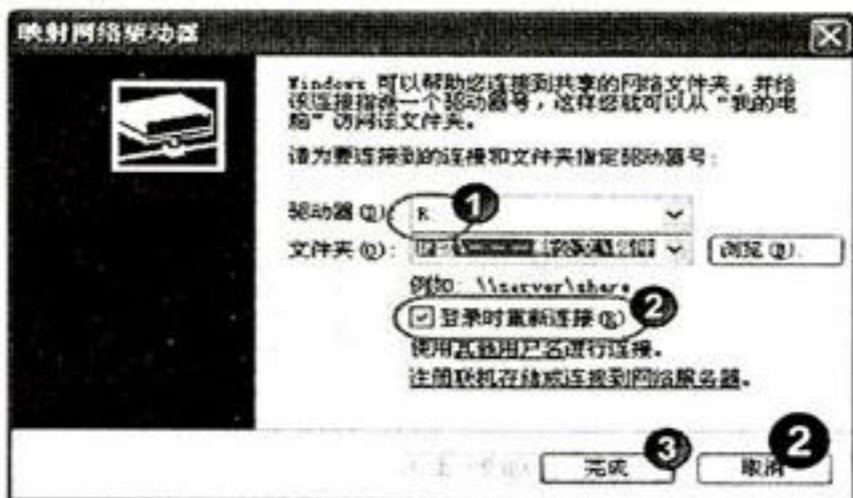 映射网络驱动器
Windows 可以帮助您连接到共享的网络文件夹，并给
该连接指派一个驱动器号，这样您就可以从“我的电
脑”访问该文件夹。
请为要连接到的连接和文件夹指定驱动器号：
驱动器(D): R 1
文件夹(O): 浏览(B).
例如: \\server\share
登录时重新连接(R) 2
使用其他用户名进行连接。
注册联机存储或连接到网络服务器。
完成 3 取消 2